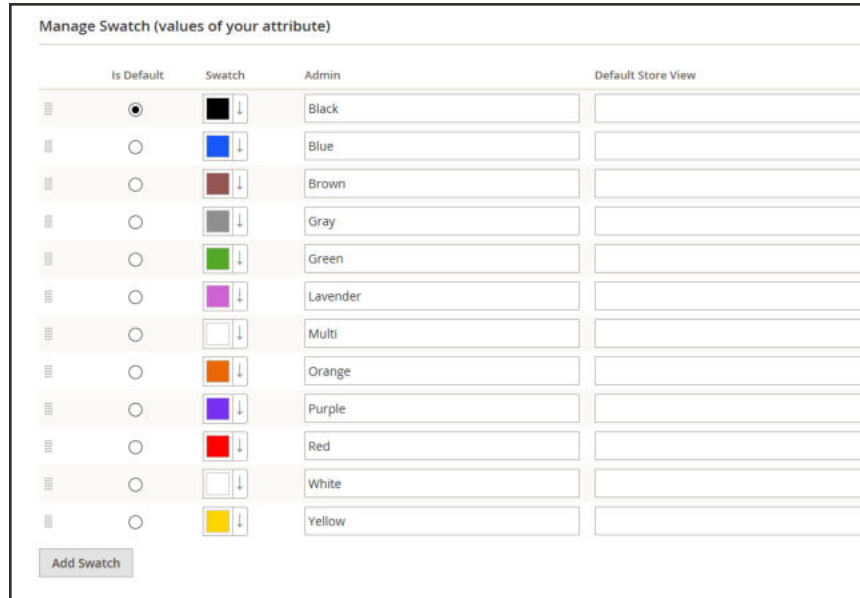 Manage Swatch (values of your attribute)
Is Default Swatch Admin Default Store View
Black
Blue
Brown
Gray
Green
Lavender
Multi
Orange
Purple
Red
White
Yellow
Add Swatch